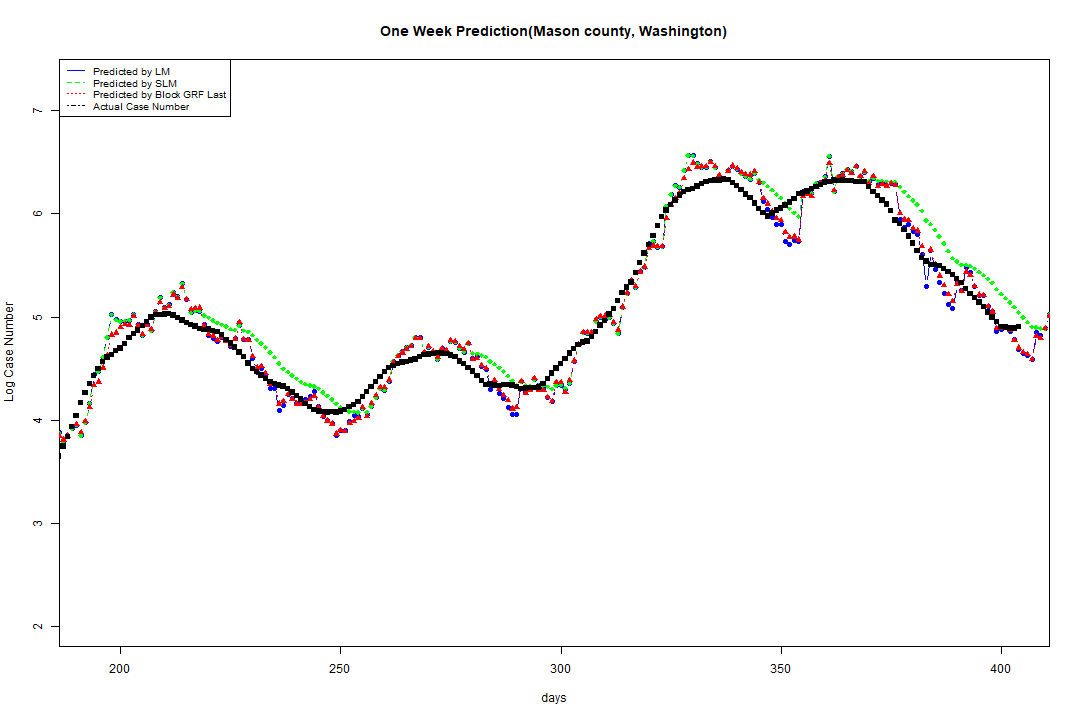 One Week Prediction(Mason county, Washington)
Predicted by LM
Predicted by SLM
Predicted by Block GRF Last
Actual Case Number
7
6
5
4
3
2
Log Case Number
200
250
300
350
400
days